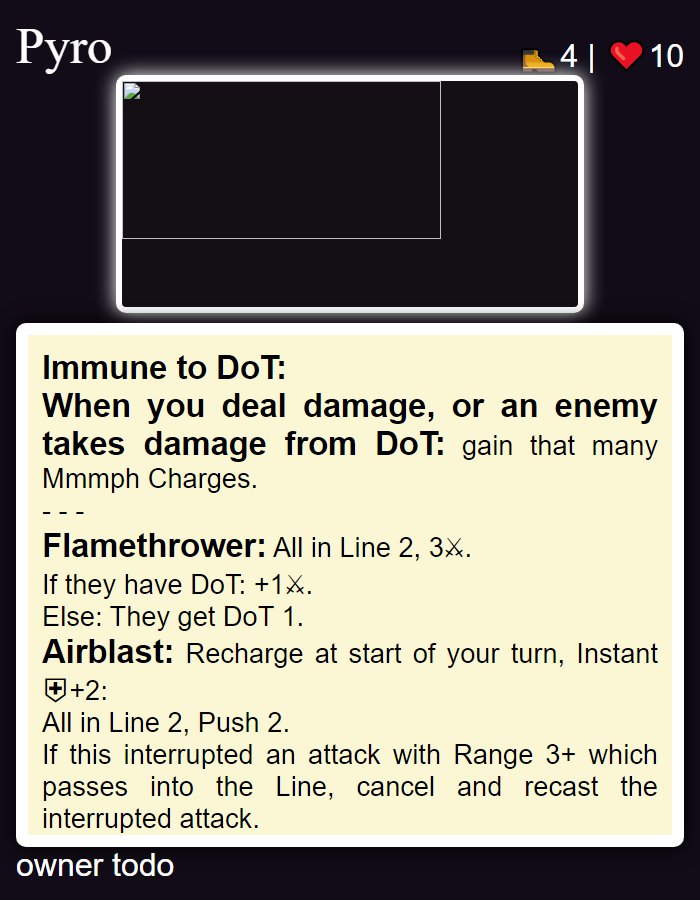 Pyro
🥾4 | ❤️10
Immune to DoT:
When you deal damage, or an enemy
takes damage from DoT: gain that many
Mmmph Charges.
- - -
Flamethrower: All in Line 2, 3⚔.
If they have DoT: +1⚔.
Else: They get DoT 1.
Airblast: Recharge at start of your turn, Instant
⛨+2:
All in Line 2, Push 2.
If this interrupted an attack with Range 3+ which
passes into the Line, cancel and recast the
interrupted attack.
owner todo